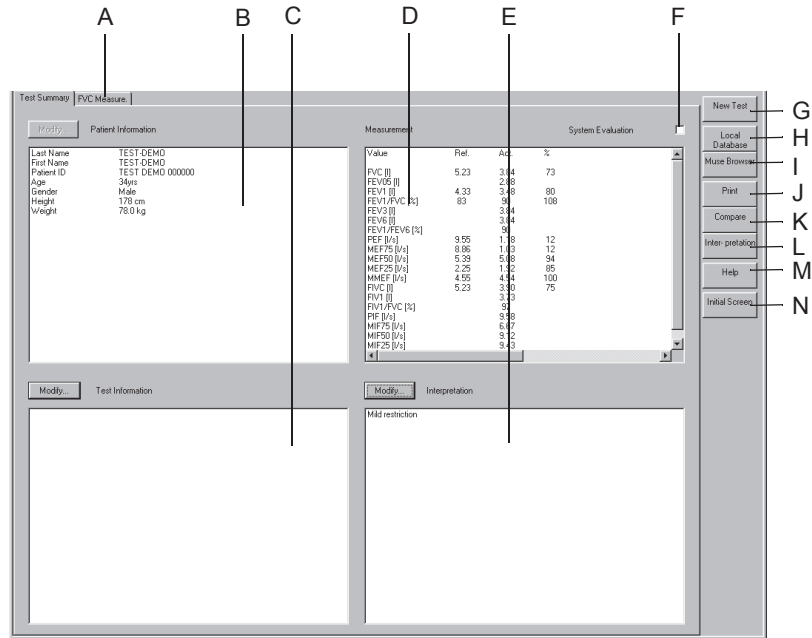 A B C D E F
Test Summary FVC Measure.
Modify... Patient Information
Last Name TEST-DEMO
First Name TEST-DEMO
Patient ID TEST DEMO 000000
Age 34yrs
Gender Male
Height 178 cm
Weight 78.0 kg
Measurement System Evaluation
Value Ref. Act. %
FVC [l] 5.23 3.84 73
FEV05 [l] 2.88
FEV1 [l] 4.33 3.48 80
FEV1/FVC [%] 83 90 108
FEV3 [l] 3.84
FEV6 [l] 3.84
FEV1/FEV6 [%] 90
PEF [l/s] 9.55 1.18 12
MEF75 [l/s] 8.86 1.03 12
MEF50 [l/s] 5.39 5.08 94
MEF25 [l/s] 2.25 1.92 85
MMEF [l/s] 4.55 4.54 100
FIVC [l] 5.23 3.90 75
FIV1 [l] 3.73
FIV1/FVC [%] 97
PIF [l/s] 9.58
MIF75 [l/s] 6.67
MIF50 [l/s]
MIF25 [l/s] 9.43
Modify... Test Information
Modify... Interpretation
Mild restriction
New Test G
Local Database H
Muse Browser I
Print J
Compare K
Inter- pretation L
Help M
Initial Screen N